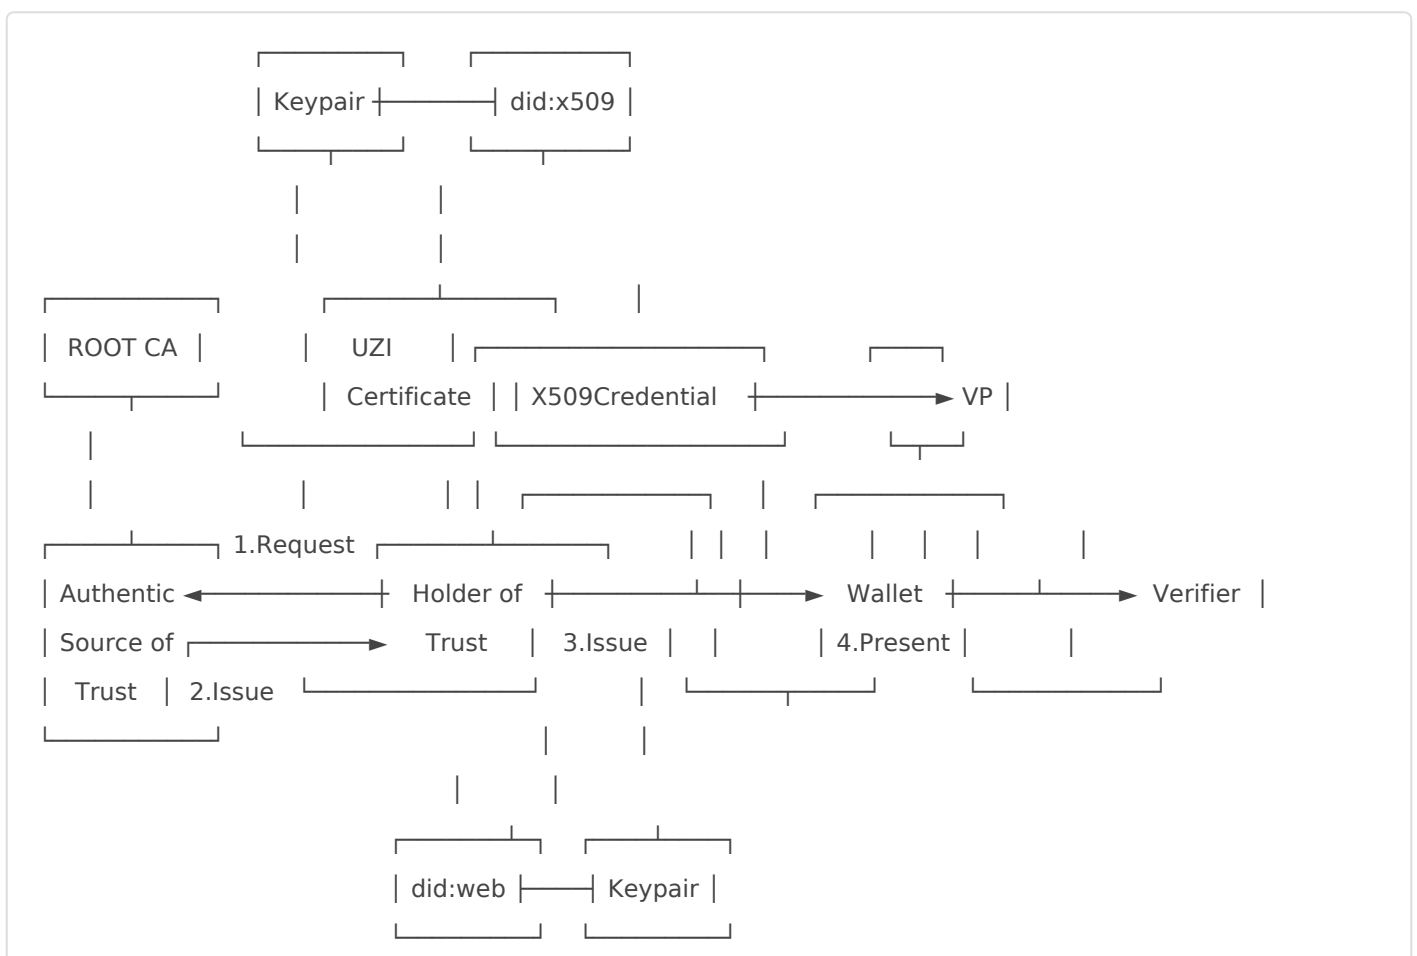 Keypair did:x509
ROOT CA UZI
Certificate X509Credential VP
1.Request
Authentic Holder of Wallet Verifier
Source of Trust 3.Issue 4.Present
Trust 2.Issue
did:web Keypair